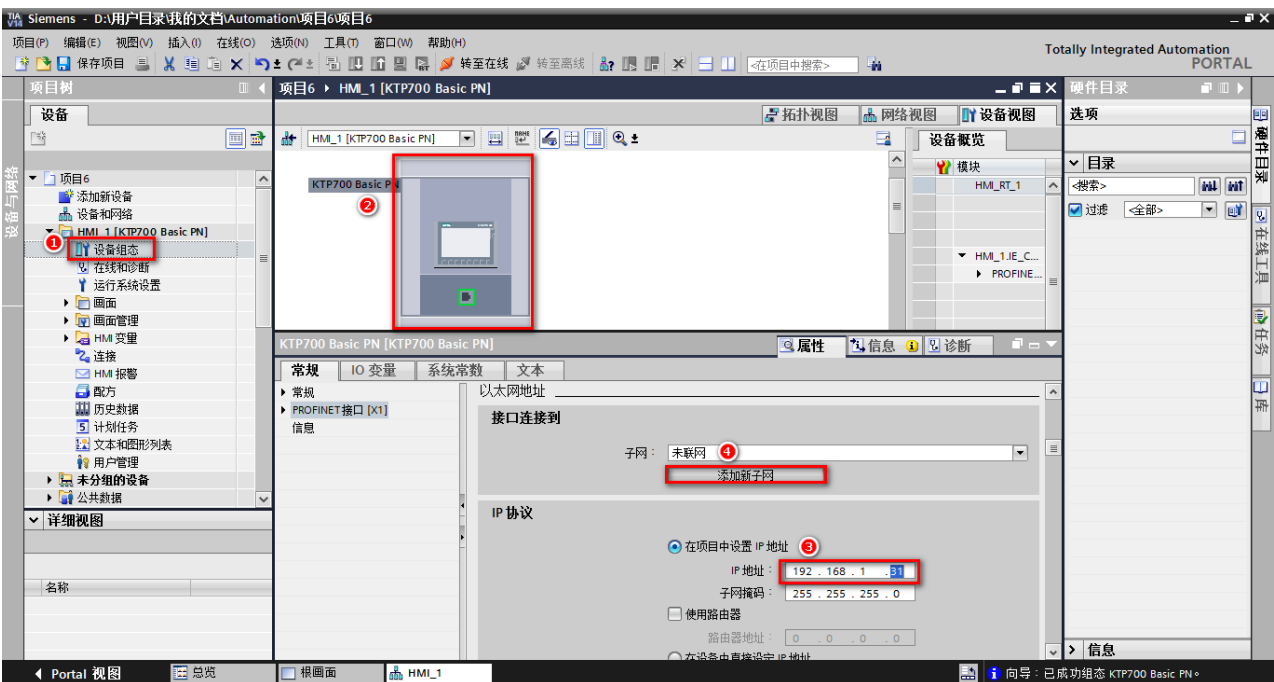 TIA V14 Siemens - D:\用户目录\我的文档\Automation\项目6\项目6
项目(P) 编辑(E) 视图(V) 插入(I) 在线(O) 选项(N) 工具(T) 窗口(W) 帮助(H)
Totally Integrated Automation
PORTAL
保存项目 转至在线 转至离线 <在项目中搜索>
项目树
项目6 HMI_1 [KTP700 Basic PN]
硬件目录
设备
拓扑视图 网络视图 设备视图
选项
HMI_1 [KTP700 Basic PN]
设备概览
设备与网络
项目6
添加新设备
设备和网络
HMI_1 [KTP700 Basic PN]
1
设备组态
在线和诊断
运行系统设置
画面
画面管理
HMI 变量
连接
HMI 报警
配方
历史数据
5 计划任务
文本和图形列表
用户管理
未分组的设备
公共数据
详细视图
名称
KTP700 Basic PN
2
模块
HMI_RT_1
HMI_1.IE_C...
PROFINE...
目录
<搜索>
过滤 <全部>
硬件目录
在线工具
任务
库
KTP700 Basic PN [KTP700 Basic PN]
属性 信息 诊断
常规 IO 变量 系统常数 文本
常规
PROFINET接口 [X1]
信息
以太网地址
接口连接到
子网： 未联网 4
添加新子网
IP 协议
在项目中设置 IP 地址 3
IP 地址： 192 . 168 . 1 . 31
子网掩码： 255 . 255 . 255 . 0
使用路由器
路由器地址： 0 . 0 . 0 . 0
在设备中直接设定 IP 地址
信息
Portal 视图 总览 根画面 HMI_1
向导：已成功组态 KTP700 Basic PN。